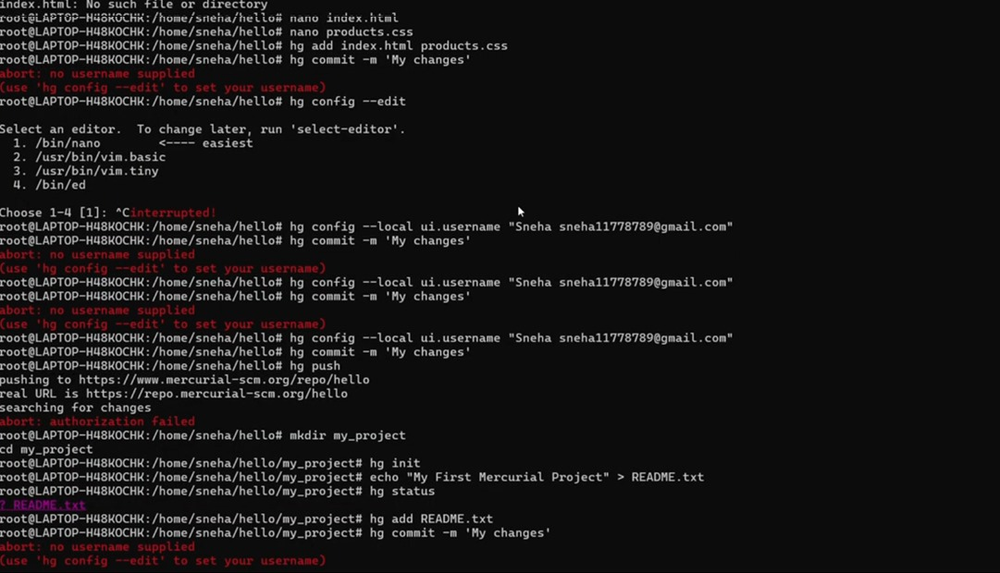 index.html: No such file or directory
root@LAPTOP-H48KOCHK:/home/sneha/hello# nano index.html
root@LAPTOP-H48KOCHK:/home/sneha/hello# nano products.css
root@LAPTOP-H48KOCHK:/home/sneha/hello# hg add index.html products.css
root@LAPTOP-H48KOCHK:/home/sneha/hello# hg commit -m 'My changes'
abort: no username supplied
(use 'hg config --edit' to set your username)
root@LAPTOP-H48KOCHK:/home/sneha/hello# hg config --edit
Select an editor.  To change later, run 'select-editor'.
1. /bin/nano        <---- easiest
2. /usr/bin/vim.basic
3. /usr/bin/vim.tiny
4. /bin/ed
Choose 1-4 [1]: ^Cinterrupted!
root@LAPTOP-H48KOCHK:/home/sneha/hello# hg config --local ui.username "Sneha sneha11778789@gmail.com"
root@LAPTOP-H48KOCHK:/home/sneha/hello# hg commit -m 'My changes'
abort: no username supplied
(use 'hg config --edit' to set your username)
root@LAPTOP-H48KOCHK:/home/sneha/hello# hg config --local ui.username "Sneha sneha11778789@gmail.com"
root@LAPTOP-H48KOCHK:/home/sneha/hello# hg commit -m 'My changes'
abort: no username supplied
(use 'hg config --edit' to set your username)
root@LAPTOP-H48KOCHK:/home/sneha/hello# hg config --local ui.username "Sneha sneha11778789@gmail.com"
root@LAPTOP-H48KOCHK:/home/sneha/hello# hg commit -m 'My changes'
root@LAPTOP-H48KOCHK:/home/sneha/hello# hg push
pushing to https://www.mercurial-scm.org/repo/hello
real URL is https://repo.mercurial-scm.org/hello
searching for changes
abort: authorization failed
root@LAPTOP-H48KOCHK:/home/sneha/hello# mkdir my_project
cd my_project
root@LAPTOP-H48KOCHK:/home/sneha/hello/my_project# hg init
root@LAPTOP-H48KOCHK:/home/sneha/hello/my_project# echo "My First Mercurial Project" > README.txt
root@LAPTOP-H48KOCHK:/home/sneha/hello/my_project# hg status
? README.txt
root@LAPTOP-H48KOCHK:/home/sneha/hello/my_project# hg add README.txt
root@LAPTOP-H48KOCHK:/home/sneha/hello/my_project# hg commit -m 'My changes'
abort: no username supplied
(use 'hg config --edit' to set your username)